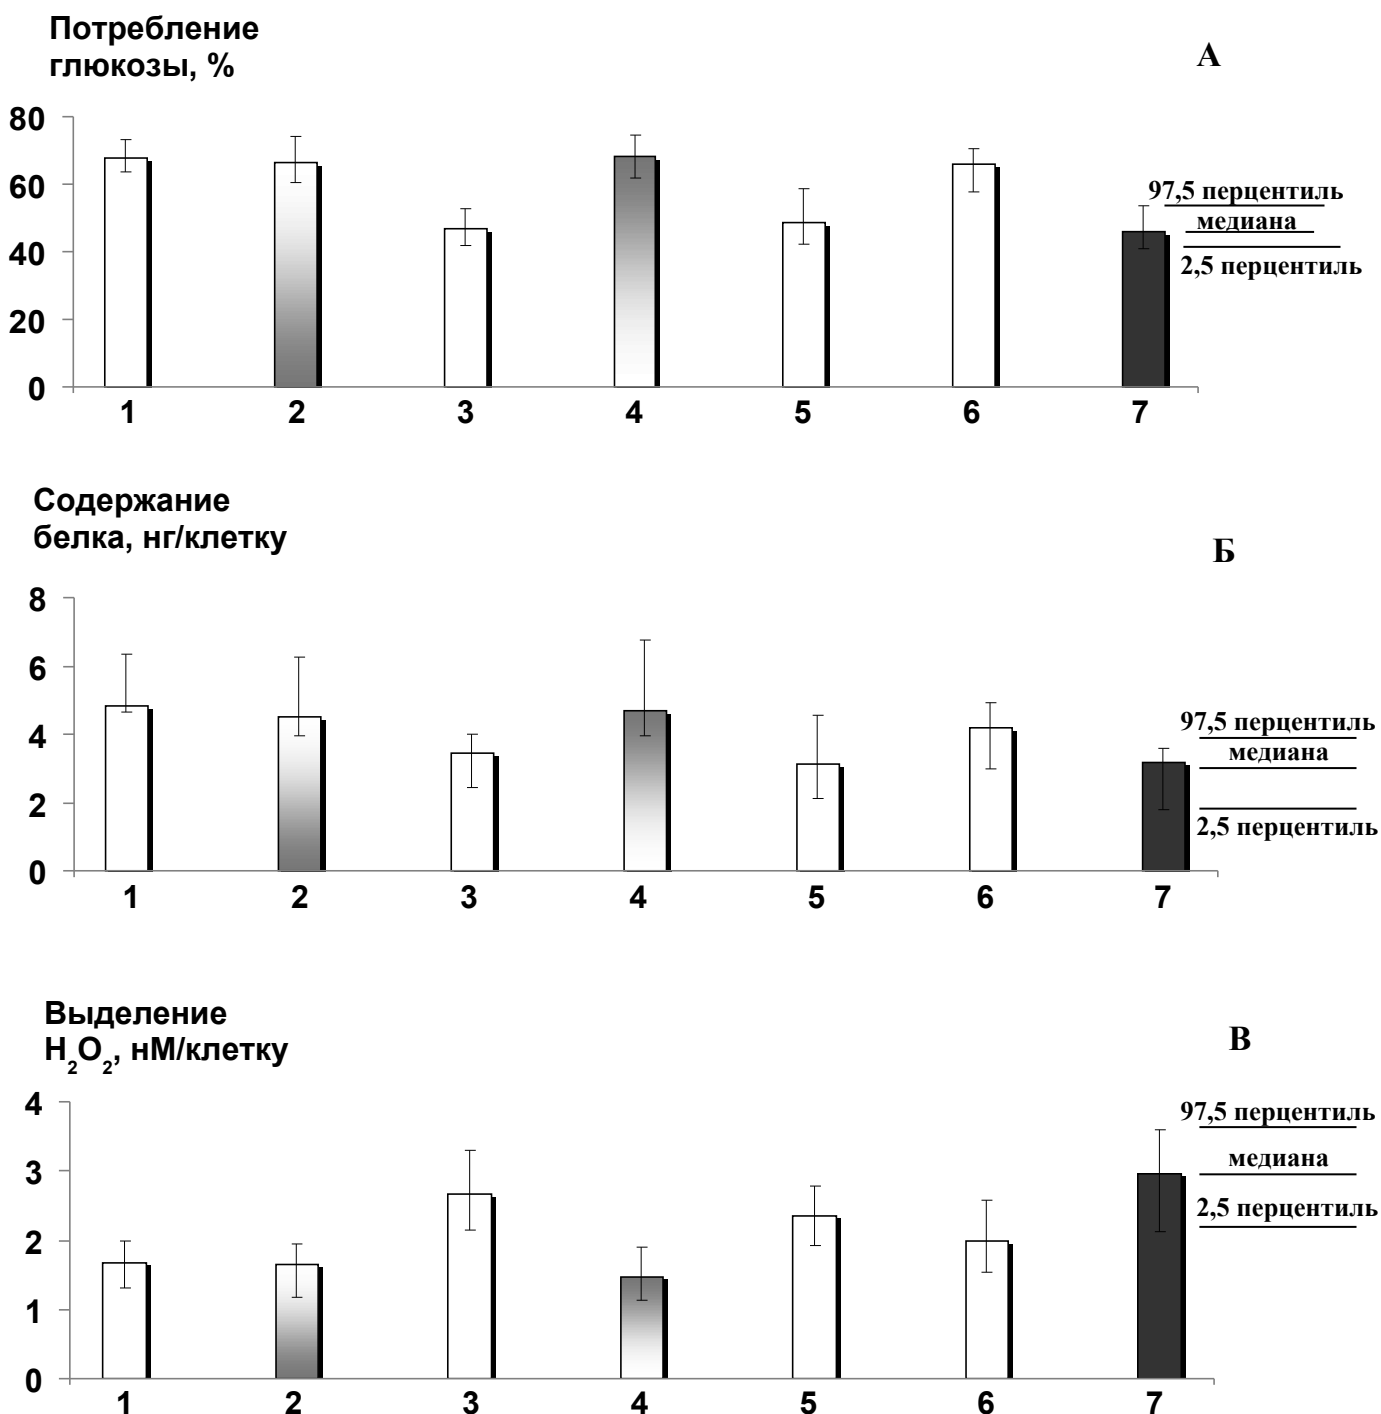 Потребление
глюкозы, %
А
80
60
40
20
0
97,5 перцентиль
медиана
2,5 перцентиль
1 2 3 4 5 6 7
Содержание
белка, нг/клетку
Б
8
6
4
2
0
97,5 перцентиль
медиана
2,5 перцентиль
1 2 3 4 5 6 7
Выделение
H₂O₂, нМ/клетку
В
4
3
2
1
0
97,5 перцентиль
медиана
2,5 перцентиль
1 2 3 4 5 6 7